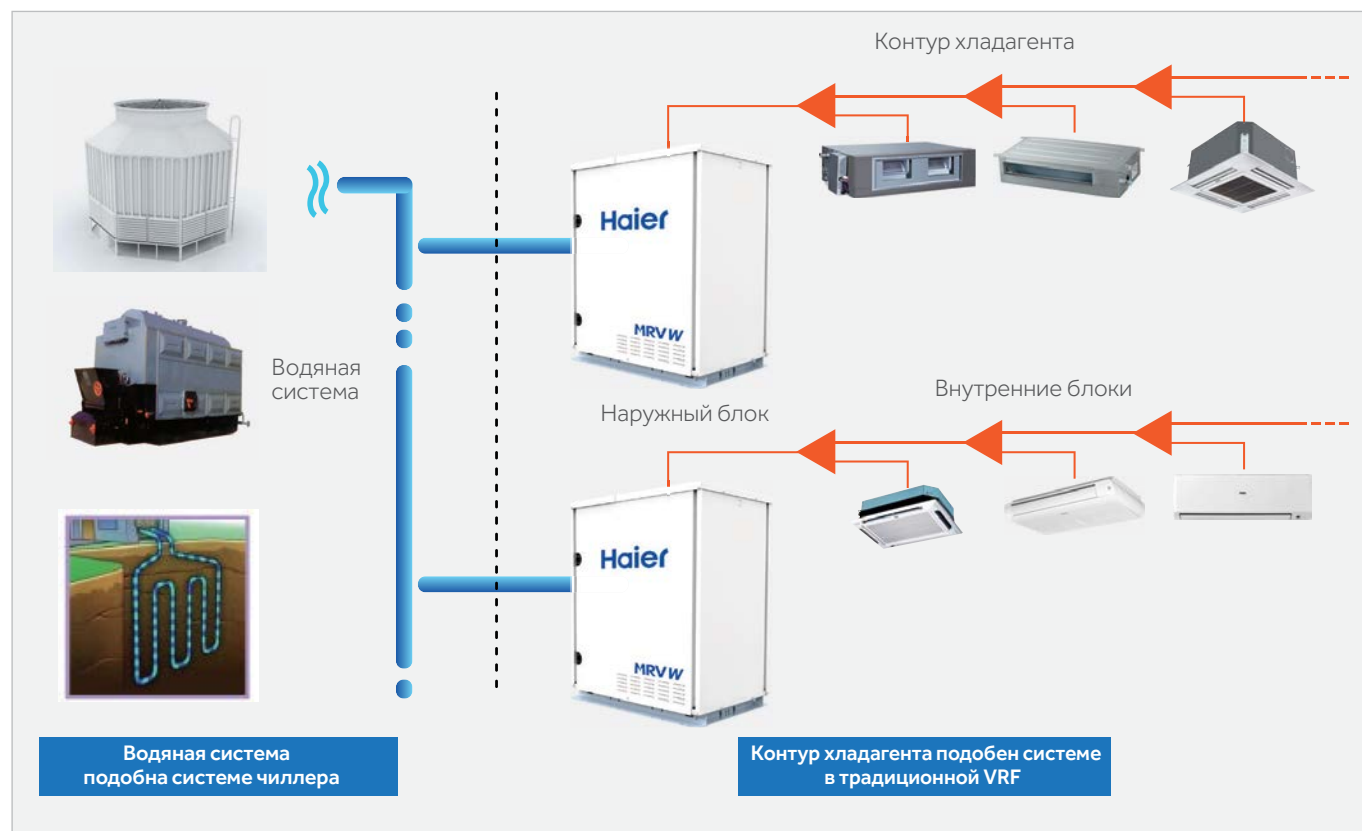 Контур хладагента
Haier
MRV W
Водяная
система
Наружный блок
Внутренние блоки
Haier
MRV W
Водяная система
подобна системе чиллера
Контур хладагента подобен системе
в традиционной VRF